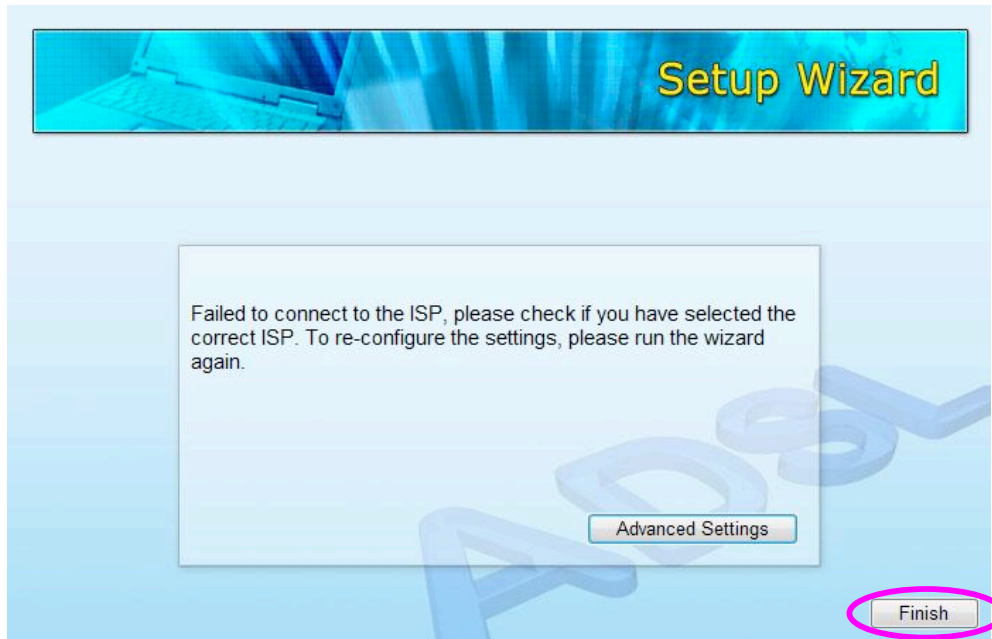 Setup Wizard
Failed to connect to the ISP, please check if you have selected the
correct ISP. To re-configure the settings, please run the wizard
again.
ADSL
Advanced Settings
Finish